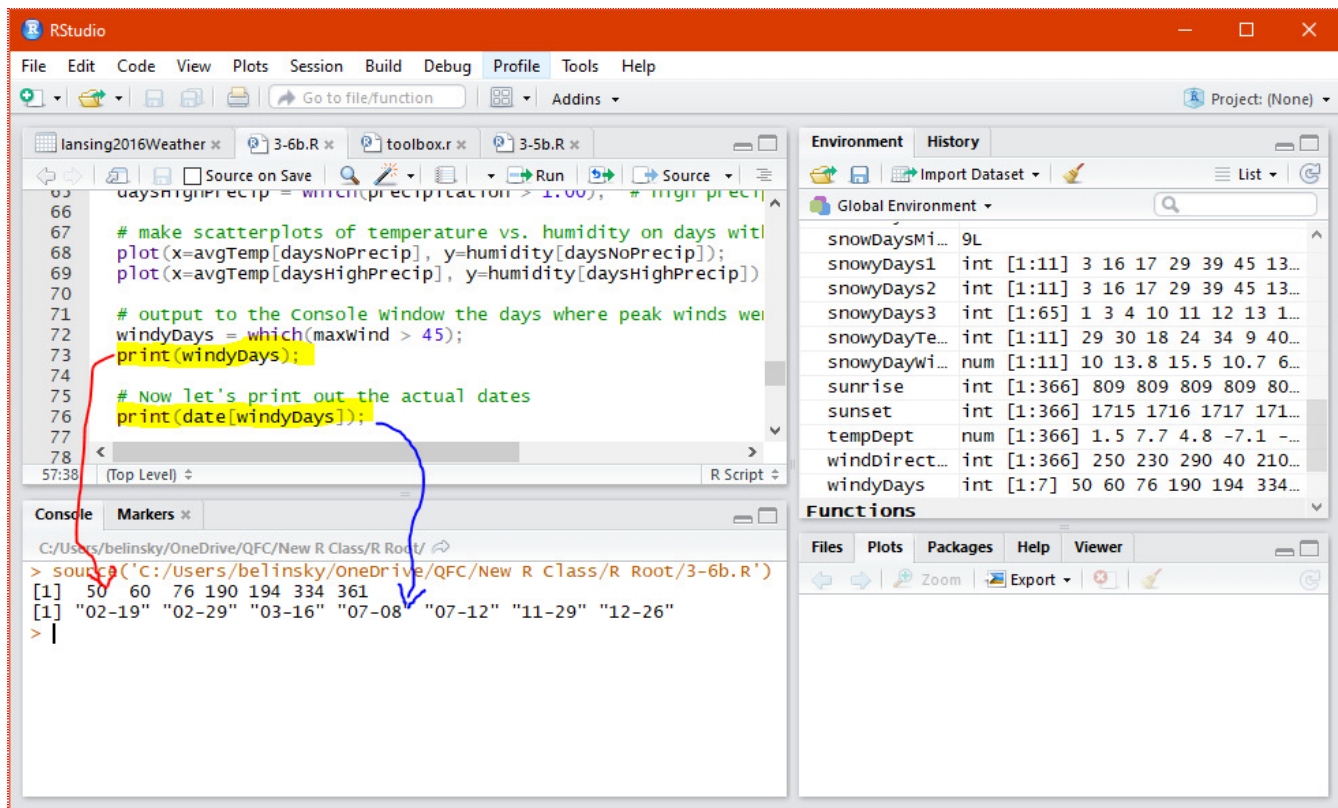 RStudio
File Edit Code View Plots Session Build Debug Profile Tools Help
Go to file/function Addins Project: (None)
lansing2016Weather 3-6b.R toolbox.r 3-5b.R
Source on Save Run Source
65 daysHighPrecip = which(precipitation > 1.00); # high precip
66
67 # make scatterplots of temperature vs. humidity on days with
68 plot(x=avgTemp[daysNoPrecip], y=humidity[daysNoPrecip]);
69 plot(x=avgTemp[daysHighPrecip], y=humidity[daysHighPrecip])
70
71 # output to the Console Window the days where peak winds wer
72 windyDays = which(maxWind > 45);
73 print(windyDays);
74
75 # Now let's print out the actual dates
76 print(date[windyDays]);
77
78
57:38 (Top Level) R Script
Console Markers
C:/Users/belinsky/OneDrive/QFC/New R Class/R Root/
> source('C:/Users/belinsky/OneDrive/QFC/New R Class/R Root/3-6b.R')
[1] 50 60 76 190 194 334 361
[1] "02-19" "02-29" "03-16" "07-08" "07-12" "11-29" "12-26"
>
Environment History
Import Dataset List
Global Environment
snowDaysMi… 9L
snowyDays1 int [1:11] 3 16 17 29 39 45 13…
snowyDays2 int [1:11] 3 16 17 29 39 45 13…
snowyDays3 int [1:65] 1 3 4 10 11 12 13 1…
snowyDayTe… int [1:11] 29 30 18 24 34 9 40…
snowyDayWi… num [1:11] 10 13.8 15.5 10.7 6…
sunrise int [1:366] 809 809 809 809 80…
sunset int [1:366] 1715 1716 1717 171…
tempDept num [1:366] 1.5 7.7 4.8 -7.1 -…
windDirect… int [1:366] 250 230 290 40 210…
windyDays int [1:7] 50 60 76 190 194 334…
Functions
Files Plots Packages Help Viewer
Zoom Export